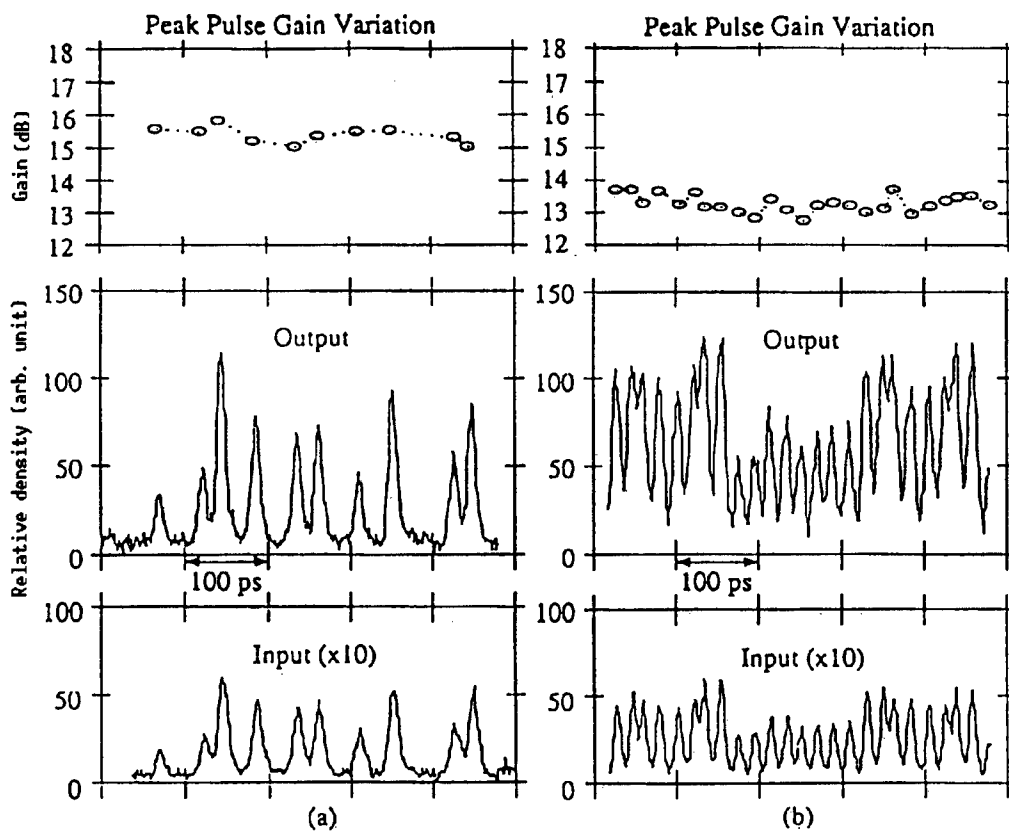 Peak Pulse Gain Variation
18
17
16
15
14
13
12
Gain (dB)
150
100
50
0
Output
Relative density (arb. unit)
100 ps
100
50
0
Input (x10)
(a)
Peak Pulse Gain Variation
18
17
16
15
14
13
12
150
100
50
0
Output
100 ps
100
50
0
Input (x10)
(b)